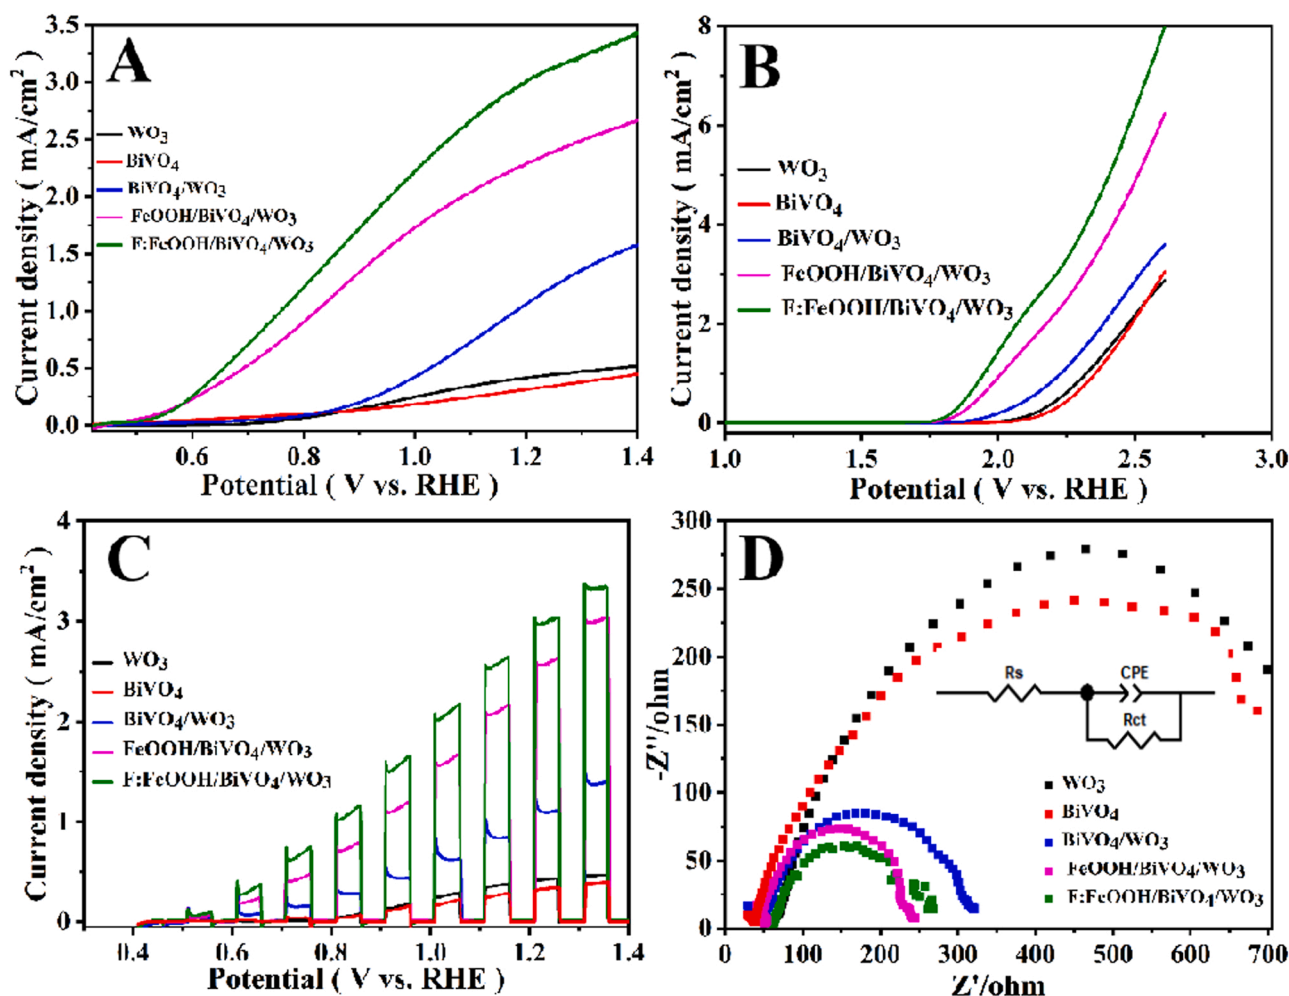 A
3.5
3.0
2.5
2.0
1.5
1.0
0.5
0.0
Current density ( mA/cm²
WO₃
BiVO₄
BiVO₄/WO₃
FeOOH/BiVO₄/WO₃
F:FeOOH/BiVO₄/WO₃
0.6 0.8 1.0 1.2 1.4
Potential ( V vs. RHE )
B
8
6
4
2
0
Current density ( mA/cm²
WO₃
BiVO₄
BiVO₄/WO₃
FeOOH/BiVO₄/WO₃
F:FeOOH/BiVO₄/WO₃
1.0 1.5 2.0 2.5 3.0
Potential ( V vs. RHE )
C
4
3
2
1
0
Current density ( mA/cm²
WO₃
BiVO₄
BiVO₄/WO₃
FeOOH/BiVO₄/WO₃
F:FeOOH/BiVO₄/WO₃
0.4 0.6 0.8 1.0 1.2 1.4
Potential ( V vs. RHE )
D
300
250
200
150
100
50
0
-Z''/ohm
Rs
CPE
Rct
WO₃
BiVO₄
BiVO₄/WO₃
FeOOH/BiVO₄/WO₃
F:FeOOH/BiVO₄/WO₃
0 100 200 300 400 500 600 700
Z'/ohm